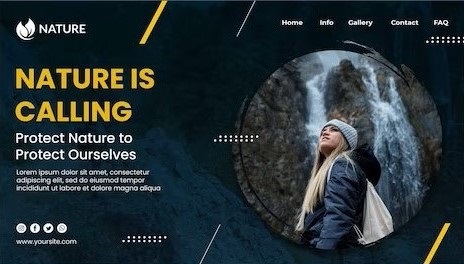 NATURE
Home Info Gallery Contact FAQ
NATURE IS
CALLING
Protect Nature to
Protect Ourselves
Lorem ipsum dolor sit amet, consectetur
adipiscing elit, sed do eiusmod tempor
incididunt ut labore et dolore magna aliqua
www.yoursite.com